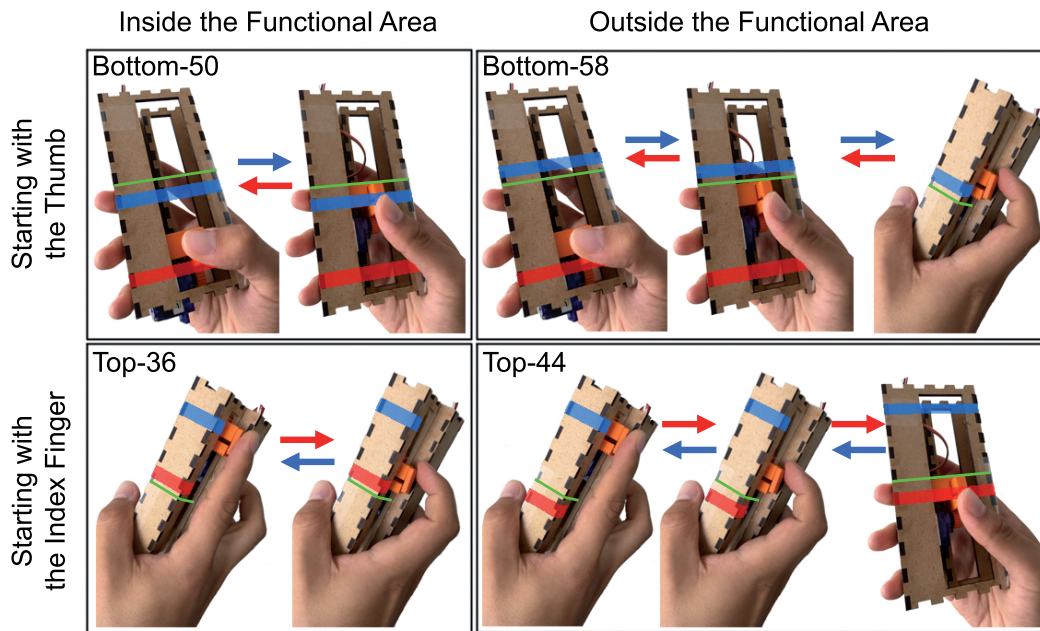 Inside the Functional Area
Outside the Functional Area
Starting with
the Thumb
Bottom-50
Bottom-58
Starting with
the Index Finger
Top-36
Top-44